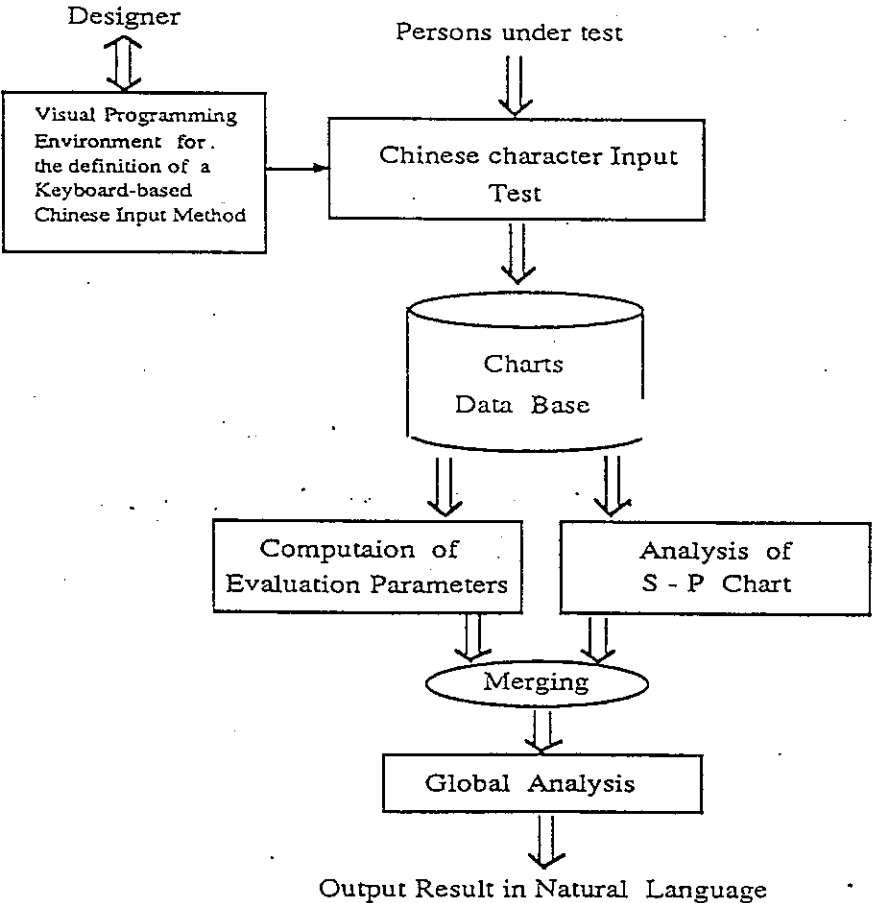 Designer
Persons under test
Visual Programming
Environment for.
the definition of a
Keyboard-based
Chinese Input Method
Chinese character Input
Test
Charts
Data Base
Computaion of
Evaluation Parameters
Analysis of
S - P Chart
Merging
Global Analysis
Output Result in Natural Language